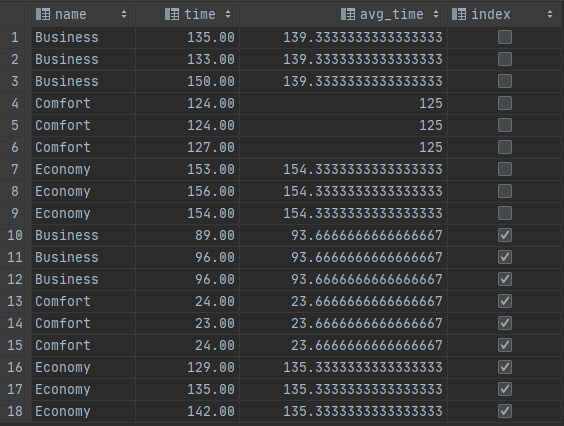 name time avg_time index
1 Business 135.00 139.3333333333333333
2 Business 133.00 139.3333333333333333
3 Business 150.00 139.3333333333333333
4 Comfort 124.00 125
5 Comfort 124.00 125
6 Comfort 127.00 125
7 Economy 153.00 154.3333333333333333
8 Economy 156.00 154.3333333333333333
9 Economy 154.00 154.3333333333333333
10 Business 89.00 93.6666666666666667
11 Business 96.00 93.6666666666666667
12 Business 96.00 93.6666666666666667
13 Comfort 24.00 23.6666666666666667
14 Comfort 23.00 23.6666666666666667
15 Comfort 24.00 23.6666666666666667
16 Economy 129.00 135.3333333333333333
17 Economy 135.00 135.3333333333333333
18 Economy 142.00 135.3333333333333333